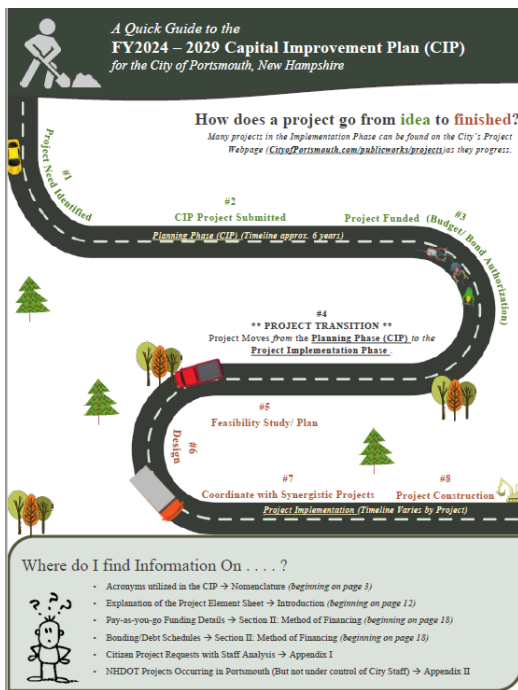 A Quick Guide to the
FY2024 – 2029 Capital Improvement Plan (CIP)
for the City of Portsmouth, New Hampshire
How does a project go from idea to finished?
Many projects in the Implementation Phase can be found on the City's Project
Webpage (CityofPortsmouth.com/publicworks/projects)as they progress.
#1
Project Need Identified
#2
CIP Project Submitted
#3
Project Funded (Budget/ Bond Authorization)
Planning Phase (CIP) (Timeline approx. 6 years)
#4
** PROJECT TRANSITION **
Project Moves from the Planning Phase (CIP) to the
Project Implementation Phase .
#5
Feasibility Study/ Plan
#6
Design
#7
Coordinate with Synergistic Projects
#8
Project Construction
Project Implementation (Timeline Varies by Project)
Where do I find Information On . . . . ?
• Acronyms utilized in the CIP → Nomenclature (beginning on page 3)
• Explanation of the Project Element Sheet → Introduction (beginning on page 12)
• Pay-as-you-go Funding Details → Section II: Method of Financing (beginning on page 18)
• Bonding/Debt Schedules → Section II: Method of Financing (beginning on page 18)
• Citizen Project Requests with Staff Analysis → Appendix I
• NHDOT Projects Occurring in Portsmouth (But not under control of City Staff) → Appendix II
? ? ?